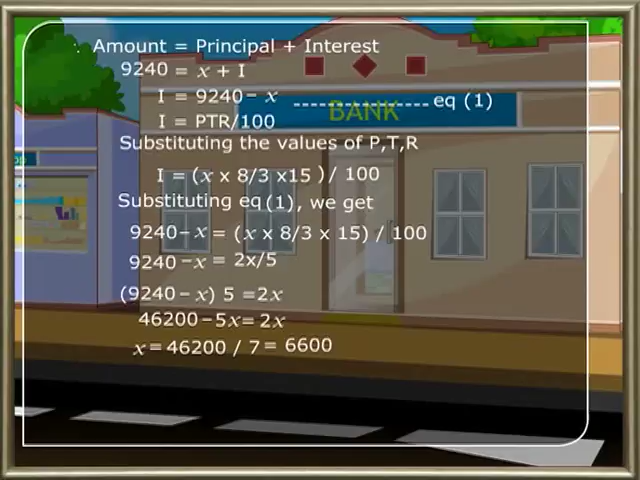 ∴ Amount = Principal + Interest
9240 = x + I
I = 9240 - x ------------------ eq (1)
BANK
I = PTR/100
Substituting the values of P,T,R
I = (x x 8/3 x15 ) / 100
Substituting eq (1), we get
9240 - x = (x x 8/3 x 15) / 100
9240 - x = 2x/5
(9240 - x) 5 = 2x
46200 - 5x = 2x
x = 46200 / 7 = 6600